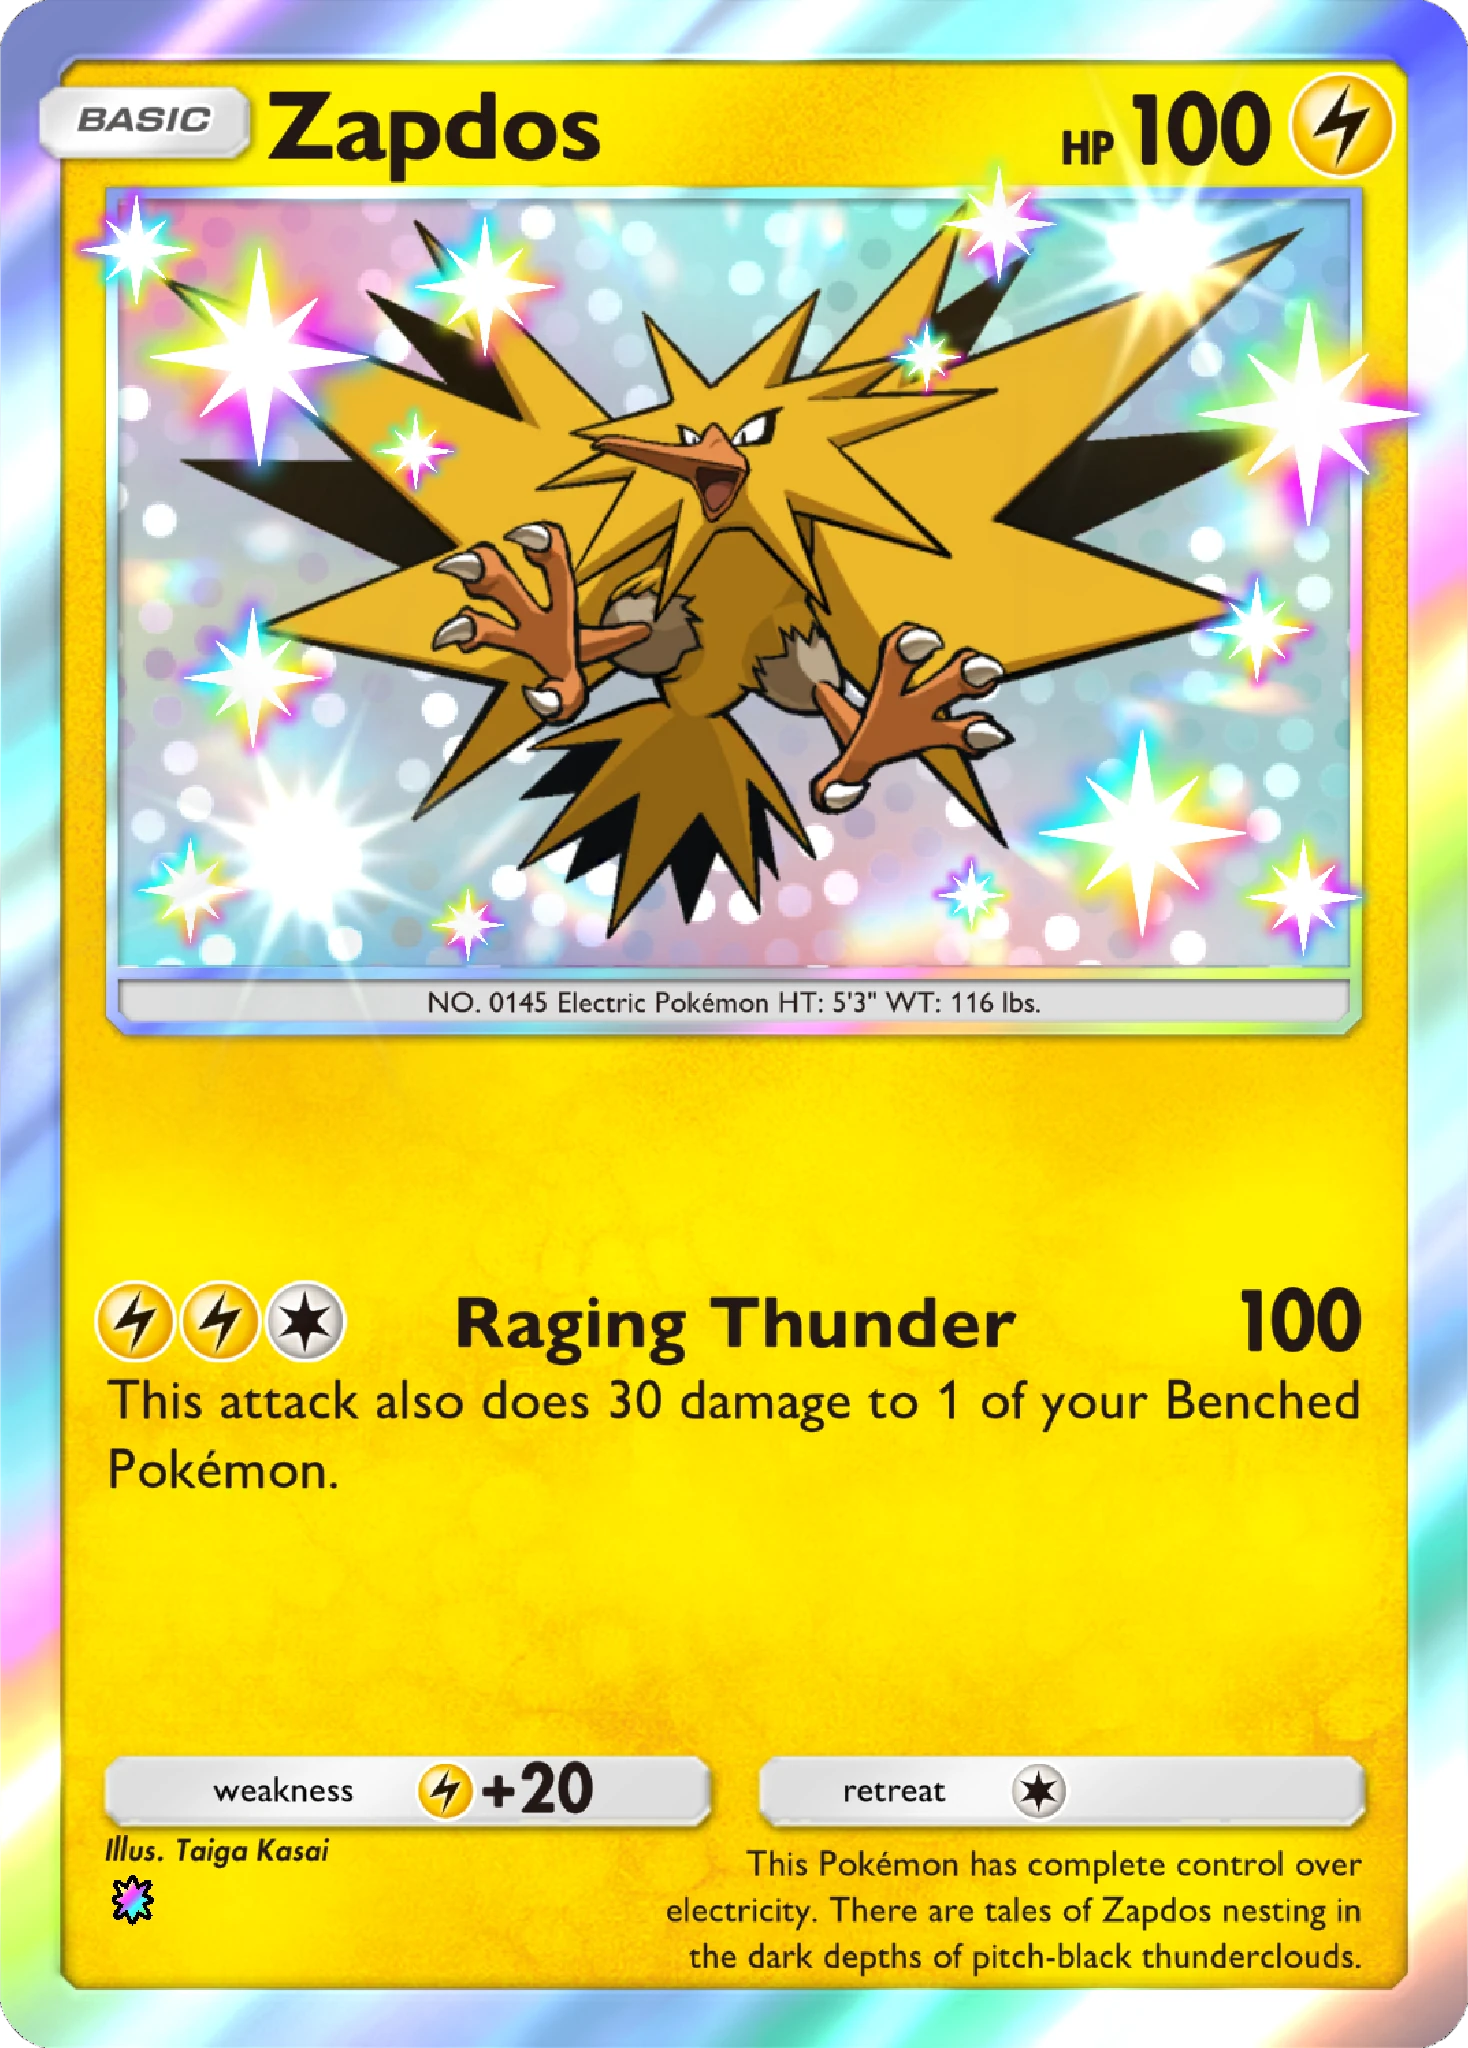 BASIC Zapdos HP 100
NO. 0145 Electric Pokémon HT: 5'3" WT: 116 lbs.
Raging Thunder 100
This attack also does 30 damage to 1 of your Benched
Pokémon.
weakness +20 retreat
Illus. Taiga Kasai
This Pokémon has complete control over
electricity. There are tales of Zapdos nesting in
the dark depths of pitch-black thunderclouds.